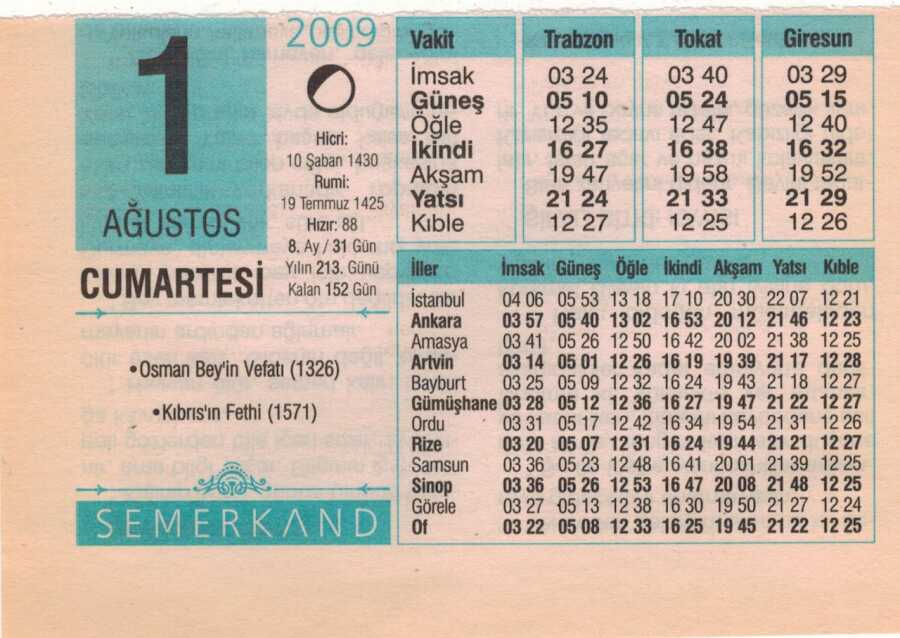 2009
1
AĞUSTOS
CUMARTESİ
Hicri:
10 Şaban 1430
Rumi:
19 Temmuz 1425
Hızır: 88
8. Ay / 31 Gün
Yılın 213. Günü
Kalan 152 Gün
•Osman Bey'in Vefatı (1326)
•Kıbrıs'ın Fethi (1571)
SEMERKAND
Vakit Trabzon Tokat Giresun
İmsak 03 24 03 40 03 29
Güneş 05 10 05 24 05 15
Öğle 12 35 12 47 12 40
İkindi 16 27 16 38 16 32
Akşam 19 47 19 58 19 52
Yatsı 21 24 21 33 21 29
Kıble 12 27 12 25 12 26
İller İmsak Güneş Öğle İkindi Akşam Yatsı Kıble
İstanbul 04 06 05 53 13 18 17 10 20 30 22 07 12 21
Ankara 03 57 05 40 13 02 16 53 20 12 21 46 12 23
Amasya 03 41 05 26 12 50 16 42 20 02 21 38 12 25
Artvin 03 14 05 01 12 26 16 19 19 39 21 17 12 28
Bayburt 03 25 05 09 12 32 16 24 19 43 21 18 12 27
Gümüşhane 03 28 05 12 12 36 16 27 19 47 21 22 12 27
Ordu 03 31 05 17 12 42 16 34 19 54 21 31 12 26
Rize 03 20 05 07 12 31 16 24 19 44 21 21 12 27
Samsun 03 36 05 23 12 48 16 41 20 01 21 39 12 25
Sinop 03 36 05 26 12 53 16 47 20 08 21 48 12 25
Görele 03 27 05 13 12 38 16 30 19 50 21 27 12 24
Of 03 22 05 08 12 33 16 25 19 45 21 22 12 25